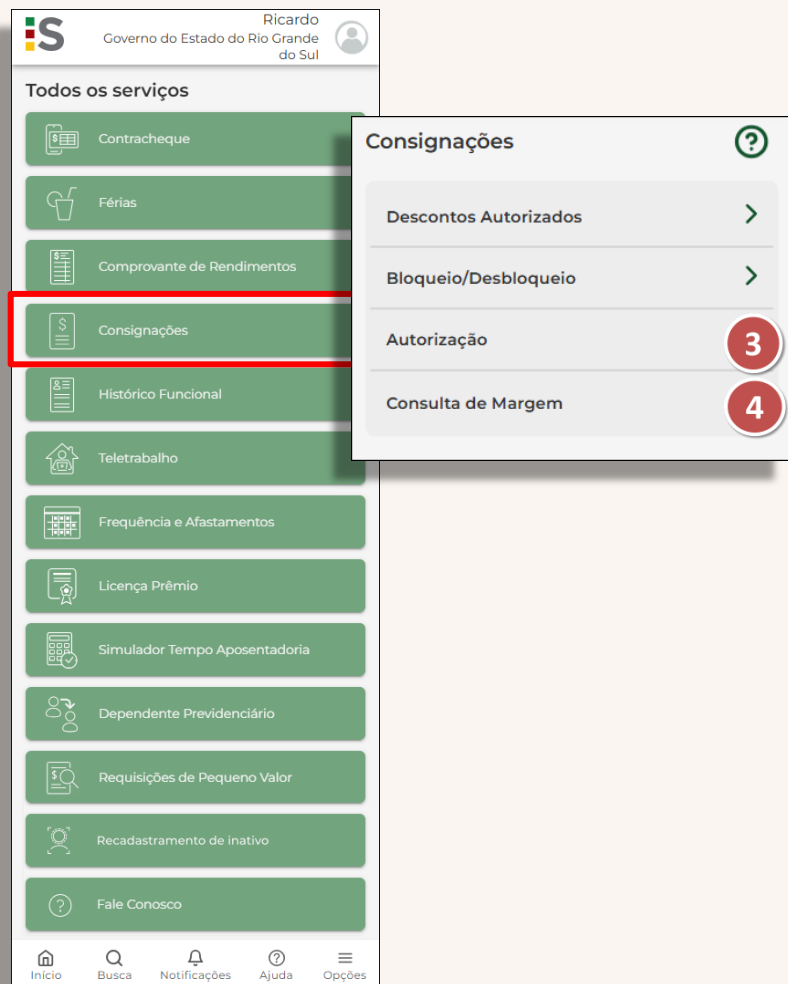 Ricardo
Governo do Estado do Rio Grande
do Sul
Todos os serviços
Contracheque
Férias
Comprovante de Rendimentos
Consignações
Histórico Funcional
Teletrabalho
Frequência e Afastamentos
Licença Prêmio
Simulador Tempo Aposentadoria
Dependente Previdenciário
Requisições de Pequeno Valor
Recadastramento de inativo
Fale Conosco
Início Busca Notificações Ajuda Opções
Consignações
Descontos Autorizados
Bloqueio/Desbloqueio
Autorização 3
Consulta de Margem 4